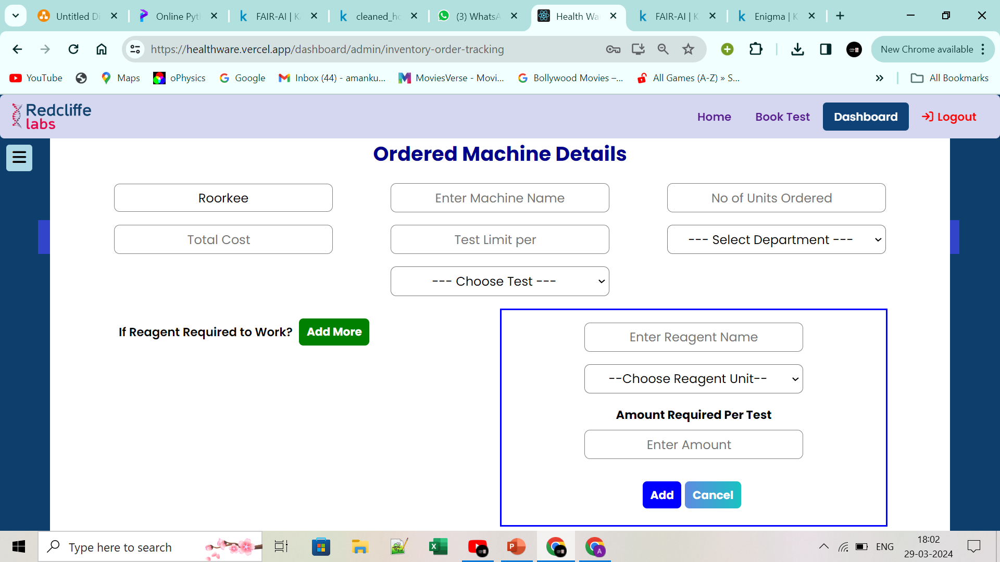 Untitled Di
Online Pyt
FAIR-AI | K
cleaned_ho
(3) WhatsA
Health Wa
FAIR-AI | K
Enigma | K
https://healthware.vercel.app/dashboard/admin/inventory-order-tracking
New Chrome available
YouTube
Maps
oPhysics
Google
Inbox (44) - amanku...
MoviesVerse - Movi...
Bollywood Movies –...
All Games (A-Z) » S...
All Bookmarks
Redcliffe
labs
Home
Book Test
Dashboard
Logout
Ordered Machine Details
Roorkee
Enter Machine Name
No of Units Ordered
Total Cost
Test Limit per
--- Select Department ---
--- Choose Test ---
If Reagent Required to Work?
Add More
Enter Reagent Name
--Choose Reagent Unit--
Amount Required Per Test
Enter Amount
Add
Cancel
Type here to search
ENG
18:02
29-03-2024